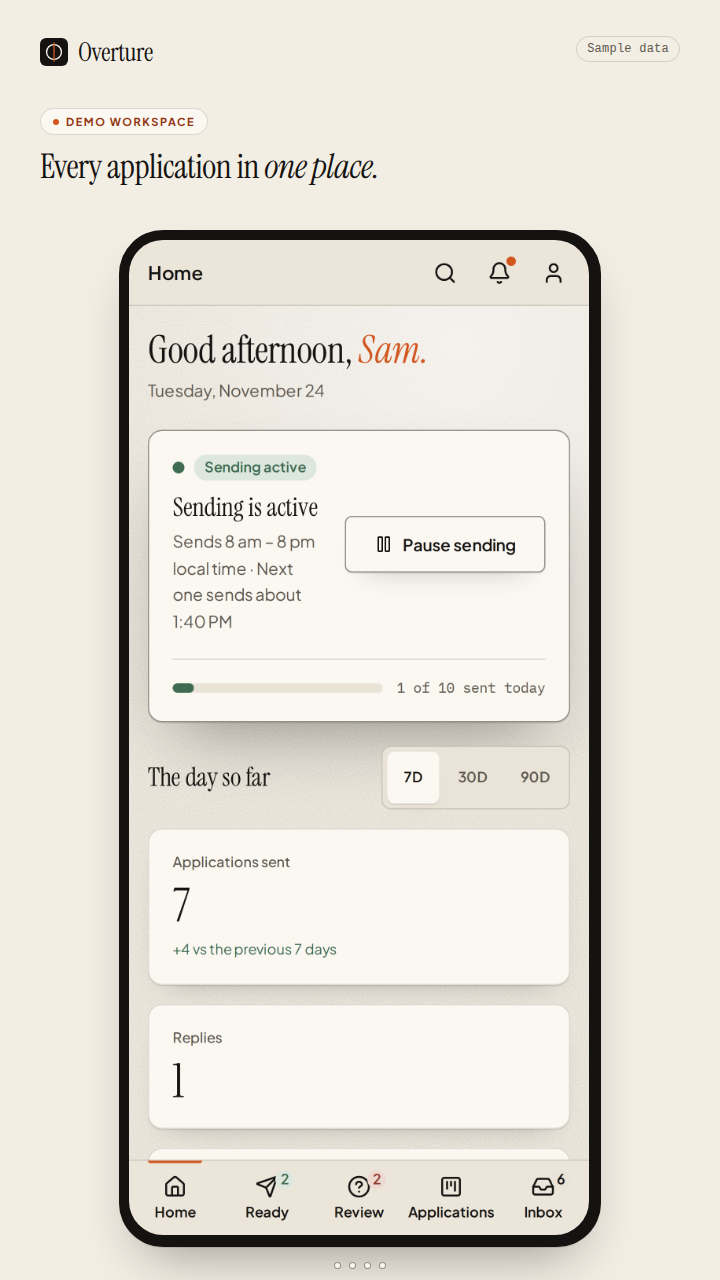 Overture
Sample data
DEMO WORKSPACE
Every application in one place.
Home
Good afternoon, Sam.
Tuesday, November 24
Sending active
Sending is active
Sends 8 am – 8 pm
local time · Next
one sends about
1:40 PM
Pause sending
1 of 10 sent today
The day so far
7D 30D 90D
Applications sent
7
+4 vs the previous 7 days
Replies
1
2 2 6
Home Ready Review Applications Inbox